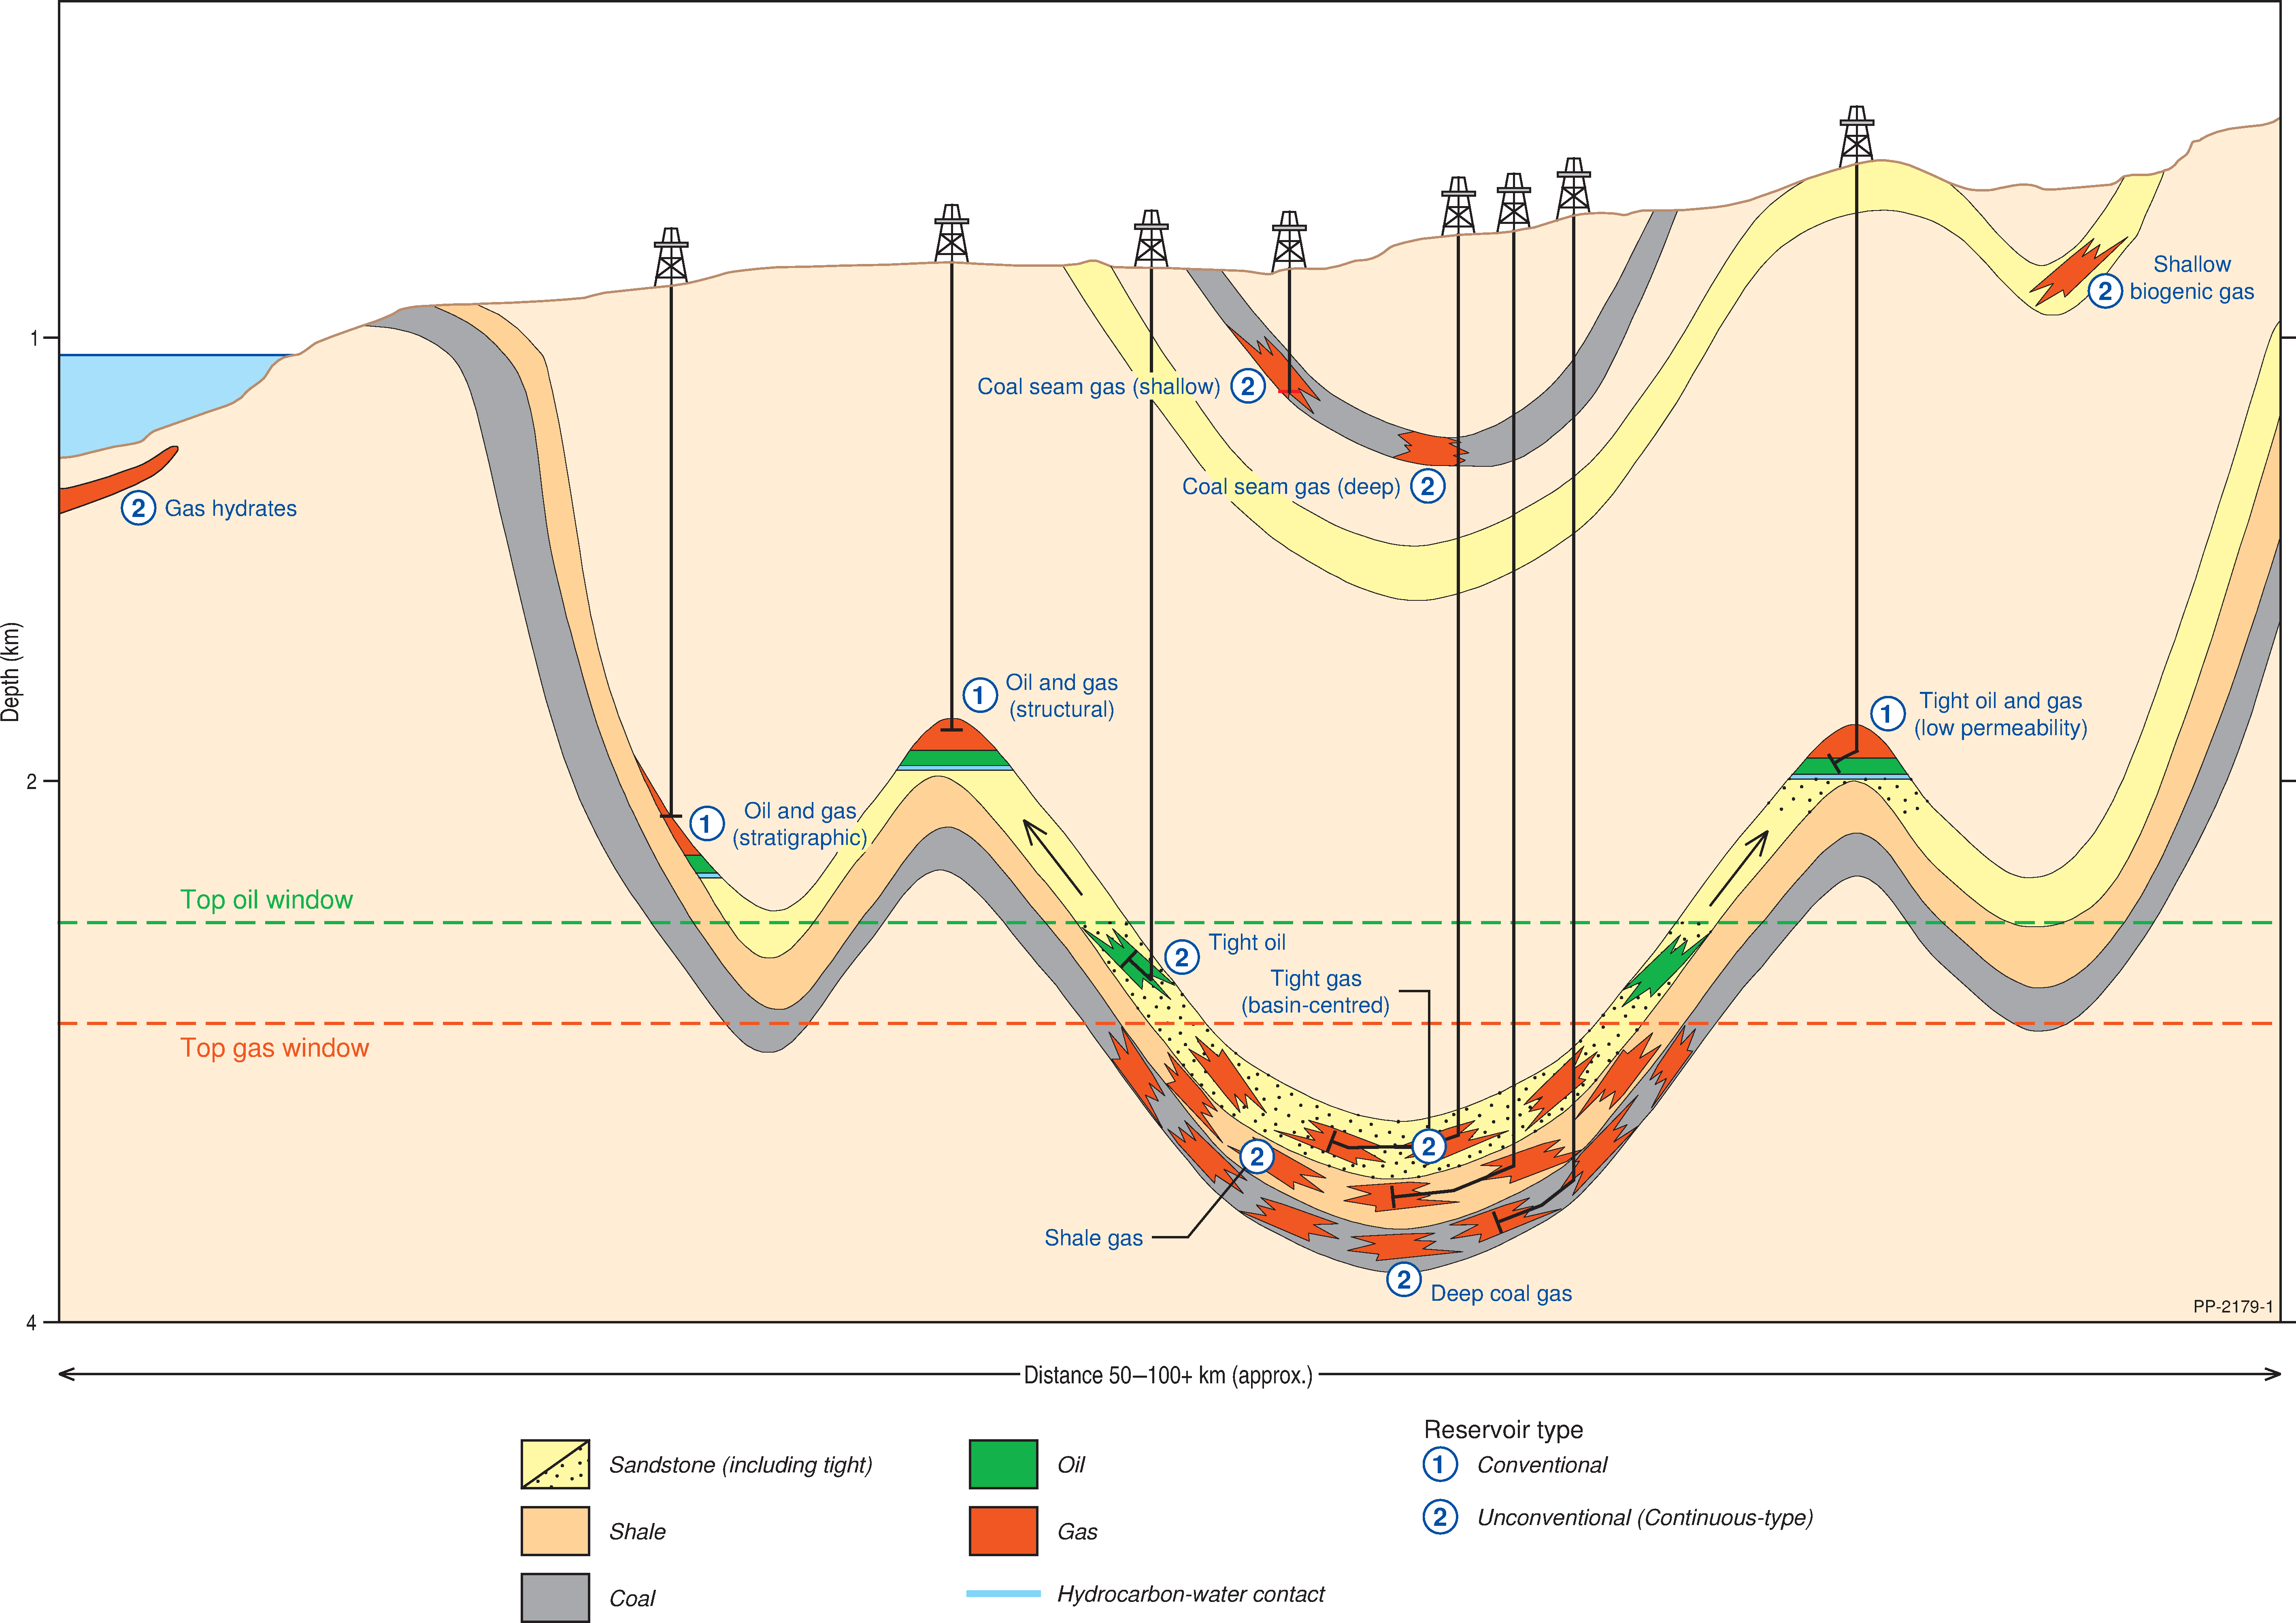 1
2
Shallow
biogenic gas
Coal seam gas (shallow)
2
Coal seam gas (deep)
2
2
Gas hydrates
Depth (km)
1
Oil and gas
(structural)
1
Tight oil and gas
(low permeability)
2
1
Oil and gas
(stratigraphic)
Top oil window
2
Tight oil
Tight gas
(basin-centred)
Top gas window
2
2
Shale gas
2
Deep coal gas
PP-2179-1
4
Distance 50–100+ km (approx.)
Sandstone (including tight)
Shale
Coal
Oil
Gas
Hydrocarbon-water contact
Reservoir type
1
Conventional
2
Unconventional (Continuous-type)